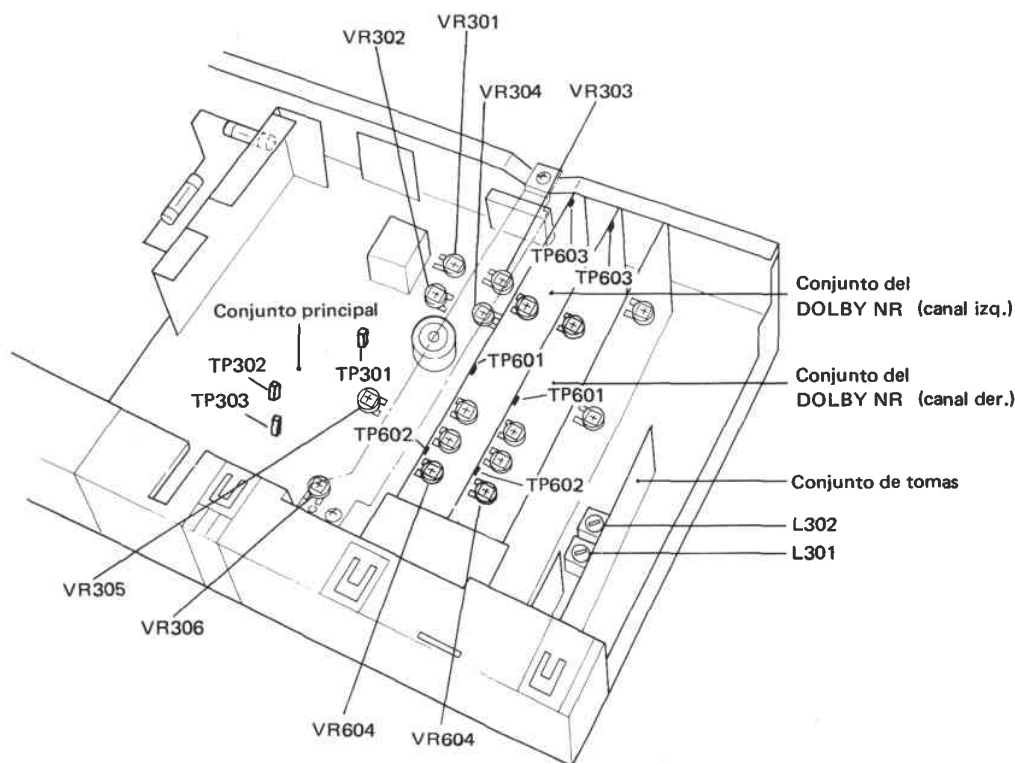 VR301
VR302
VR304
VR303
TP603
TP603
Conjunto del
DOLBY NR (canal izq.)
Conjunto principal
TP301
TP302
TP303
TP601
TP601
Conjunto del
DOLBY NR (canal der.)
TP602
TP602
Conjunto de tomas
L302
L301
VR305
VR306
VR604
VR604